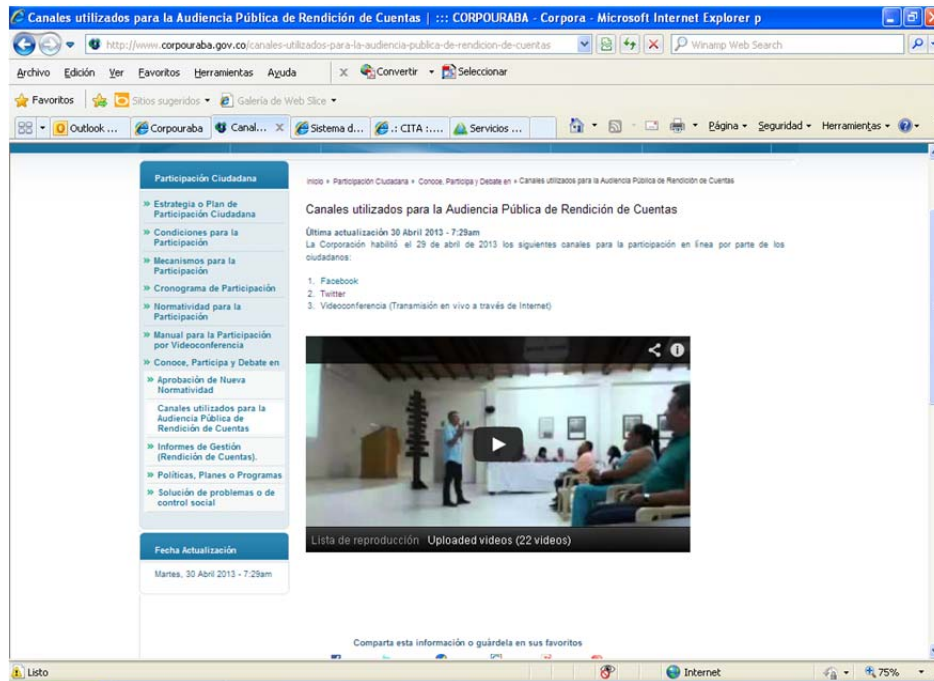 Canales utilizados para la Audiencia Pública de Rendición de Cuentas | ::: CORPOURABA - Corpora - Microsoft Internet Explorer p
http://www.corpouraba.gov.co/canales-utilizados-para-la-audiencia-publica-de-rendicion-de-cuentas
Winamp Web Search
Archivo Edición Ver Favoritos Herramientas Ayuda
Convertir
Seleccionar
Favoritos
Sitios sugeridos
Galería de Web Slice
Outlook ...
Corpouraba
Canal...
Sistema d...
.: CITA :....
Servicios ...
Página
Seguridad
Herramientas
Participación Ciudadana
Estrategia o Plan de
Participación Ciudadana
Condiciones para la
Participación
Mecanismos para la
Participación
Cronograma de Participación
Normatividad para la
Participación
Manual para la Participación
por Videoconferencia
Conoce, Participa y Debate en
Aprobación de Nueva
Normatividad
Canales utilizados para la
Audiencia Pública de
Rendición de Cuentas
Informes de Gestión
(Rendición de Cuentas).
Políticas, Planes o Programas
Solución de problemas o de
control social
Fecha Actualización
Martes, 30 Abril 2013 - 7:29am
Inicio » Participación Ciudadana » Conoce, Participa y Debate en » Canales utilizados para la Audiencia Pública de Rendición de Cuentas
Canales utilizados para la Audiencia Pública de Rendición de Cuentas
Última actualización 30 Abril 2013 - 7:29am
La Corporación habilitó el 29 de abril de 2013 los siguientes canales para la participación en línea por parte de los
ciudadanos:
1. Facebook
2. Twitter
3. Videoconferencia (Transmisión en vivo a través de Internet)
Lista de reproducción Uploaded videos (22 videos)
Comparta esta información o guárdela en sus favoritos
Listo
Internet
75%